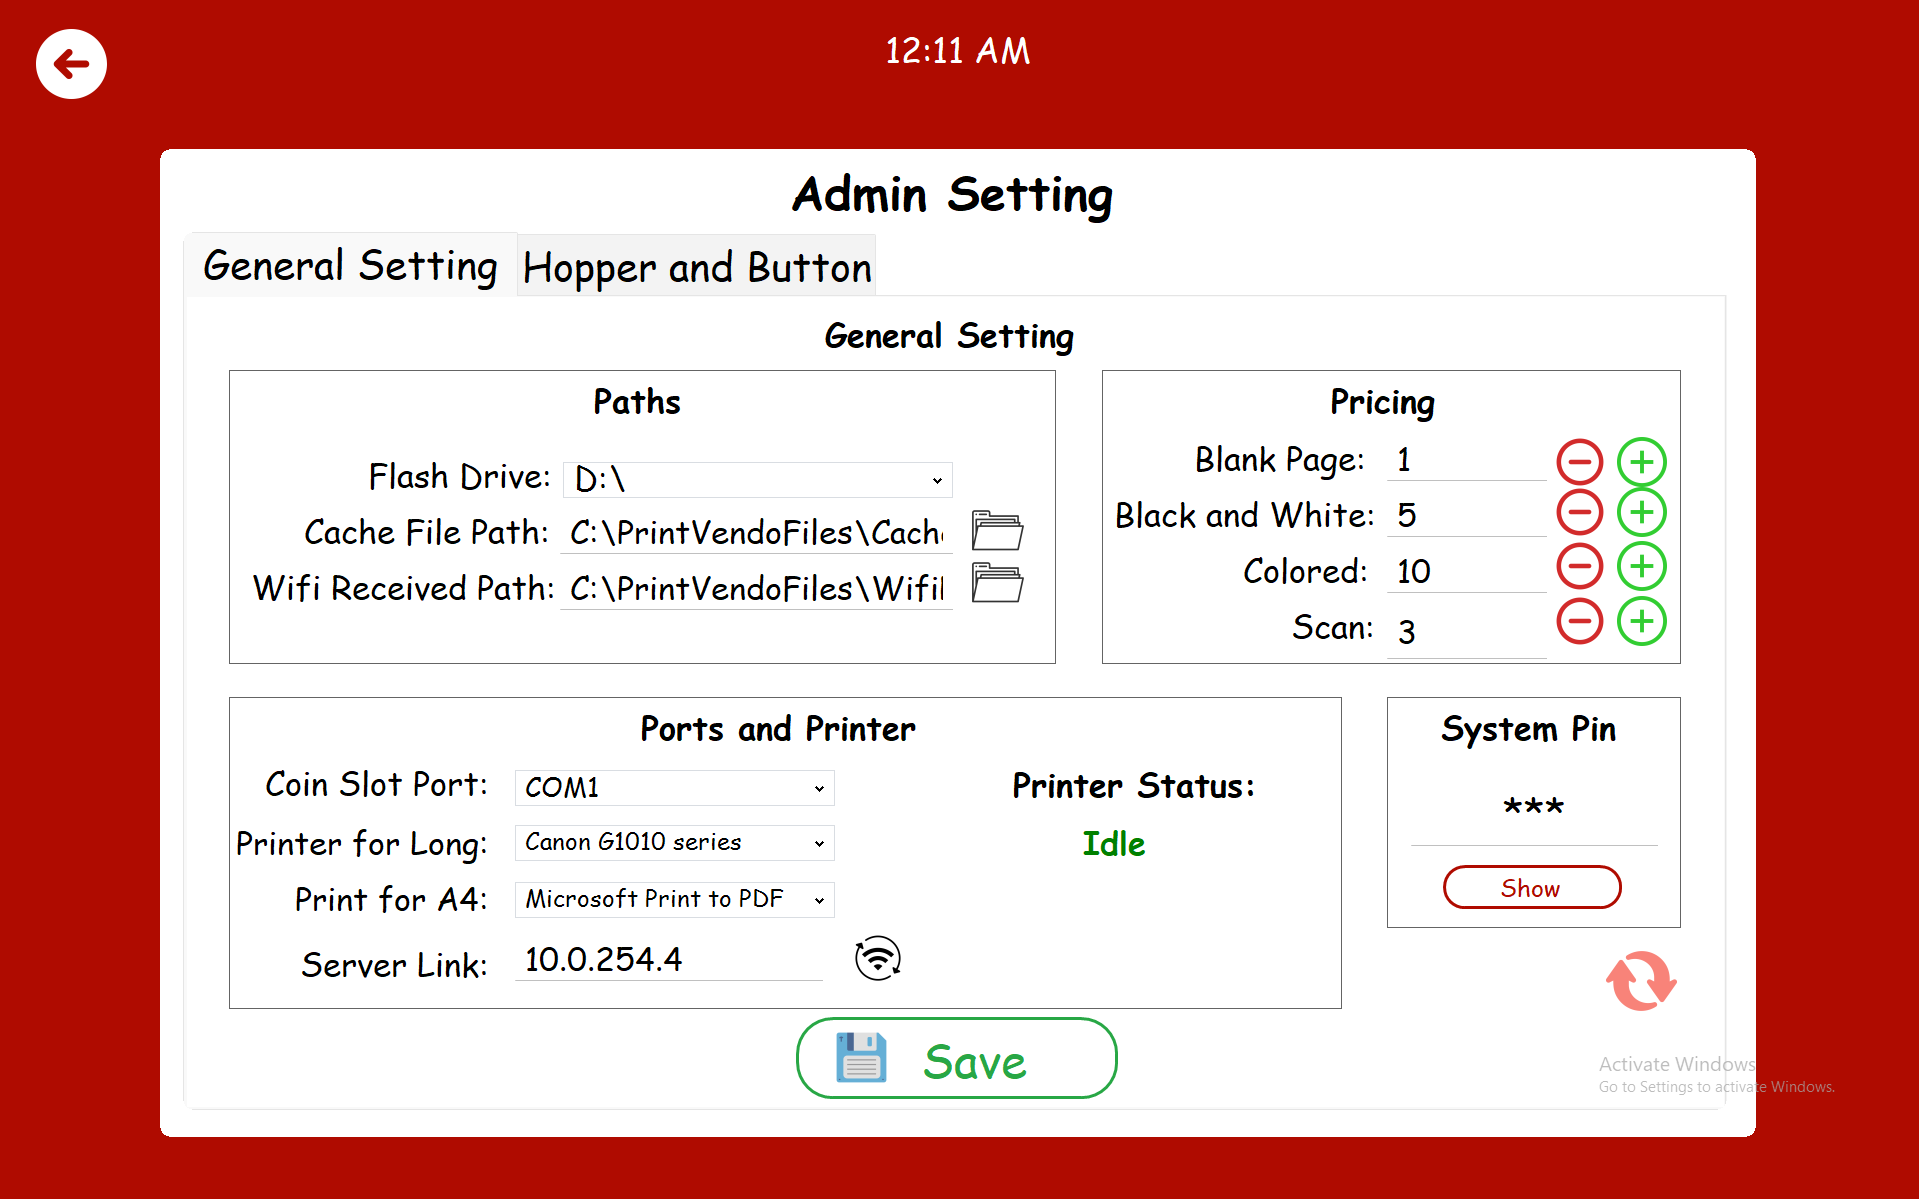 12:11 AM
Admin Setting
General Setting
Hopper and Button
General Setting
Paths
Flash Drive: D:\
Cache File Path: C:\PrintVendoFiles\Cach
Wifi Received Path: C:\PrintVendoFiles\Wifi
Pricing
Blank Page: 1
Black and White: 5
Colored: 10
Scan: 3
Ports and Printer
Coin Slot Port: COM1
Printer for Long: Canon G1010 series
Print for A4: Microsoft Print to PDF
Server Link: 10.0.254.4
Printer Status:
Idle
System Pin
***
Show
Save
Activate Windows
Go to Settings to activate Windows.